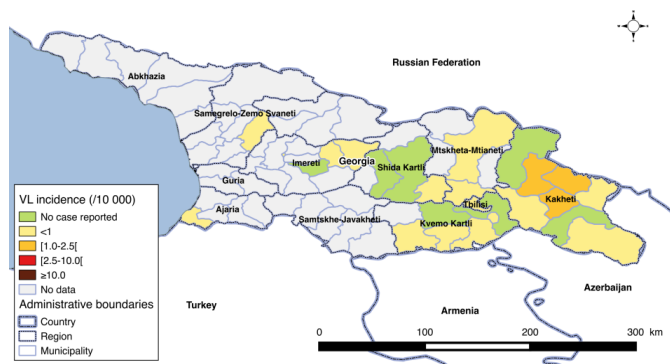 Russian Federation
Abkhazia
Samegrelo-Zemo Svaneti
Mtskheta-Mtianeti
Imereti
Georgia
Shida Kartli
Guria
Kakheti
Tbilisi
Ajaria
Samtskhe-Javakheti
Kvemo Kartli
Azerbaijan
Turkey
Armenia
VL incidence (/10 000)
No case reported
<1
[1.0-2.5[
[2.5-10.0[
≥10.0
No data
Administrative boundaries
Country
Region
Municipality
0 100 200 300 km